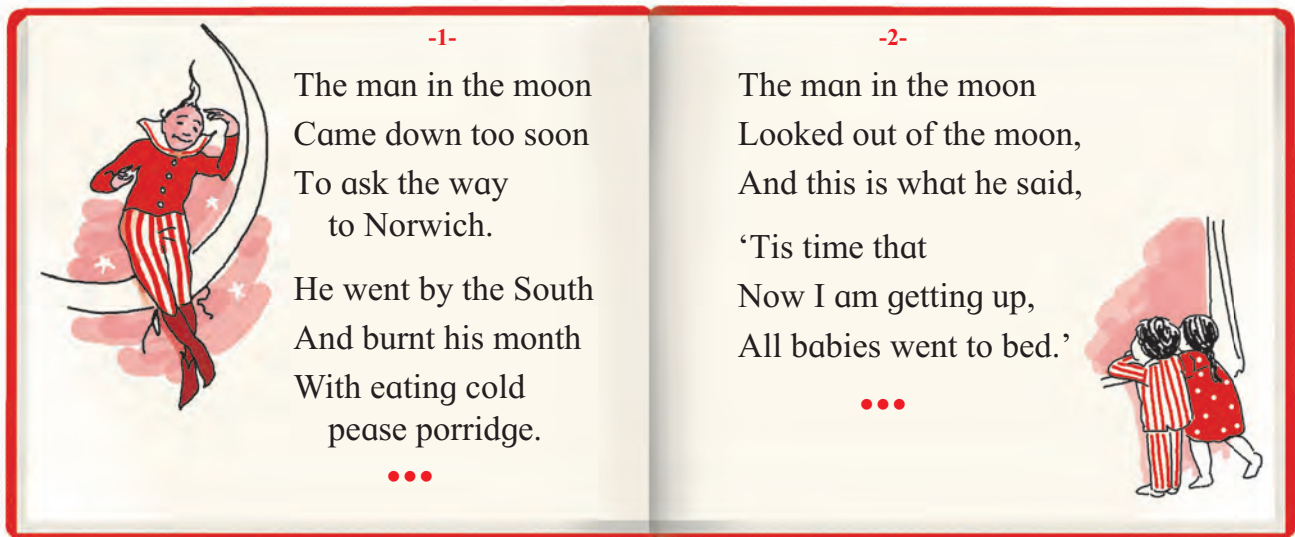 -1-
The man in the moon
Came down too soon
To ask the way
to Norwich.
He went by the South
And burnt his month
With eating cold
pease porridge.
-2-
The man in the moon
Looked out of the moon,
And this is what he said,
‘Tis time that
Now I am getting up,
All babies went to bed.’